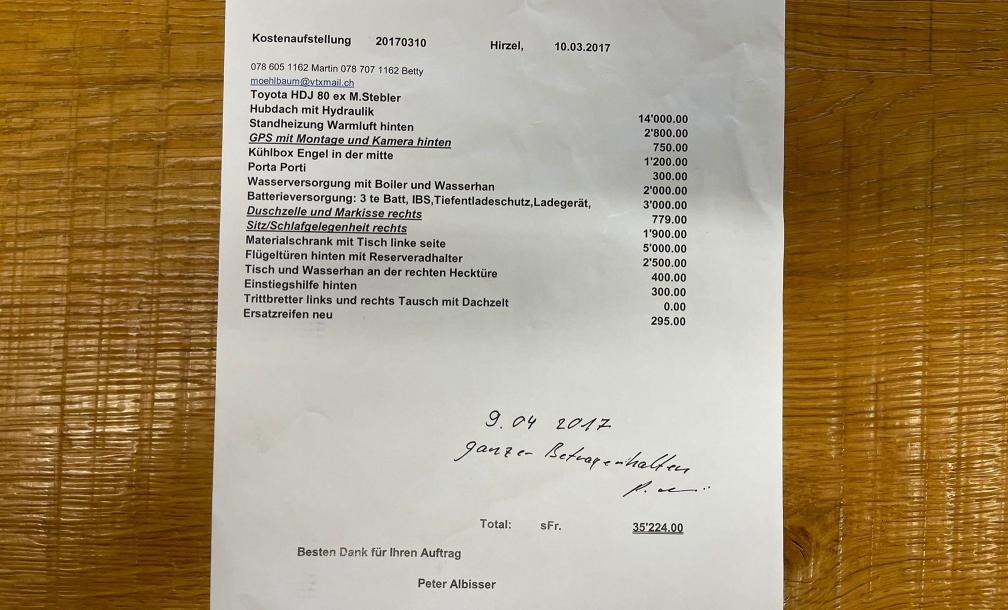 Kostenaufstellung 20170310 Hirzel, 10.03.2017
078 605 1162 Martin 078 707 1162 Betty
moehlbaum@vtxmail.ch
Toyota HDJ 80 ex M.Stebler
Hubdach mit Hydraulik 14'000.00
Standheizung Warmluft hinten 2'800.00
GPS mit Montage und Kamera hinten 750.00
Kühlbox Engel in der mitte 1'200.00
Porta Porti 300.00
Wasserversorgung mit Boiler und Wasserhan 2'000.00
Batterieversorgung: 3 te Batt, IBS,Tiefentladeschutz,Ladegerät, 3'000.00
Duschzelle und Markisse rechts 779.00
Sitz/Schlafgelegenheit rechts 1'900.00
Materialschrank mit Tisch linke seite 5'000.00
Flügeltüren hinten mit Reserveradhalter 2'500.00
Tisch und Wasserhan an der rechten Hecktüre 400.00
Einstiegshilfe hinten 300.00
Trittbretter links und rechts Tausch mit Dachzelt 0.00
Ersatzreifen neu 295.00
9. 04 2017
ganzen Betrag erhalten
Total: sFr. 35'224.00
Besten Dank für Ihren Auftrag
Peter Albisser